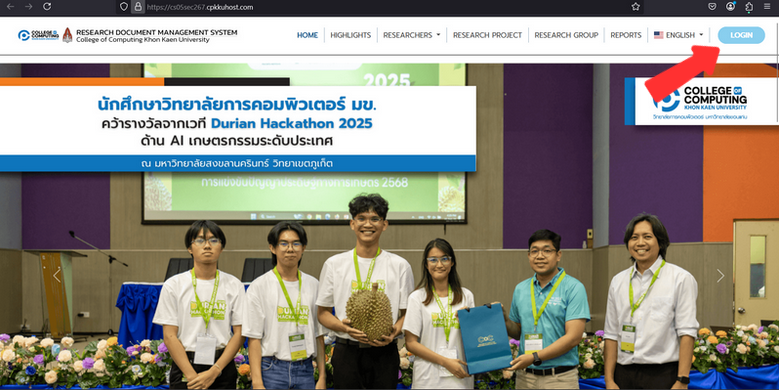 https://cs05sec267.cpkkuhost.com
COLLEGE OF COMPUTING
RESEARCH DOCUMENT MANAGEMENT SYSTEM
College of Computing Khon Kaen University
HOME
HIGHLIGHTS
RESEARCHERS
RESEARCH PROJECT
RESEARCH GROUP
REPORTS
ENGLISH
LOGIN
2025
นักศึกษาวิทยาลัยการคอมพิวเตอร์ มข.
คว้ารางวัลจากเวที Durian Hackathon 2025
ด้าน AI เกษตรกรรมระดับประเทศ
ณ มหาวิทยาลัยสงขลานครินทร์ วิทยาเขตภูเก็ต
COLLEGE OF
COMPUTING
KHON KAEN UNIVERSITY
วิทยาลัยการคอมพิวเตอร์ มหาวิทยาลัยขอนแก่น
การแข่งขันปัญญาประดิษฐ์ทางการเกษตร 2568
DURIAN
HACKATHON
BURIAN
HACKATHON